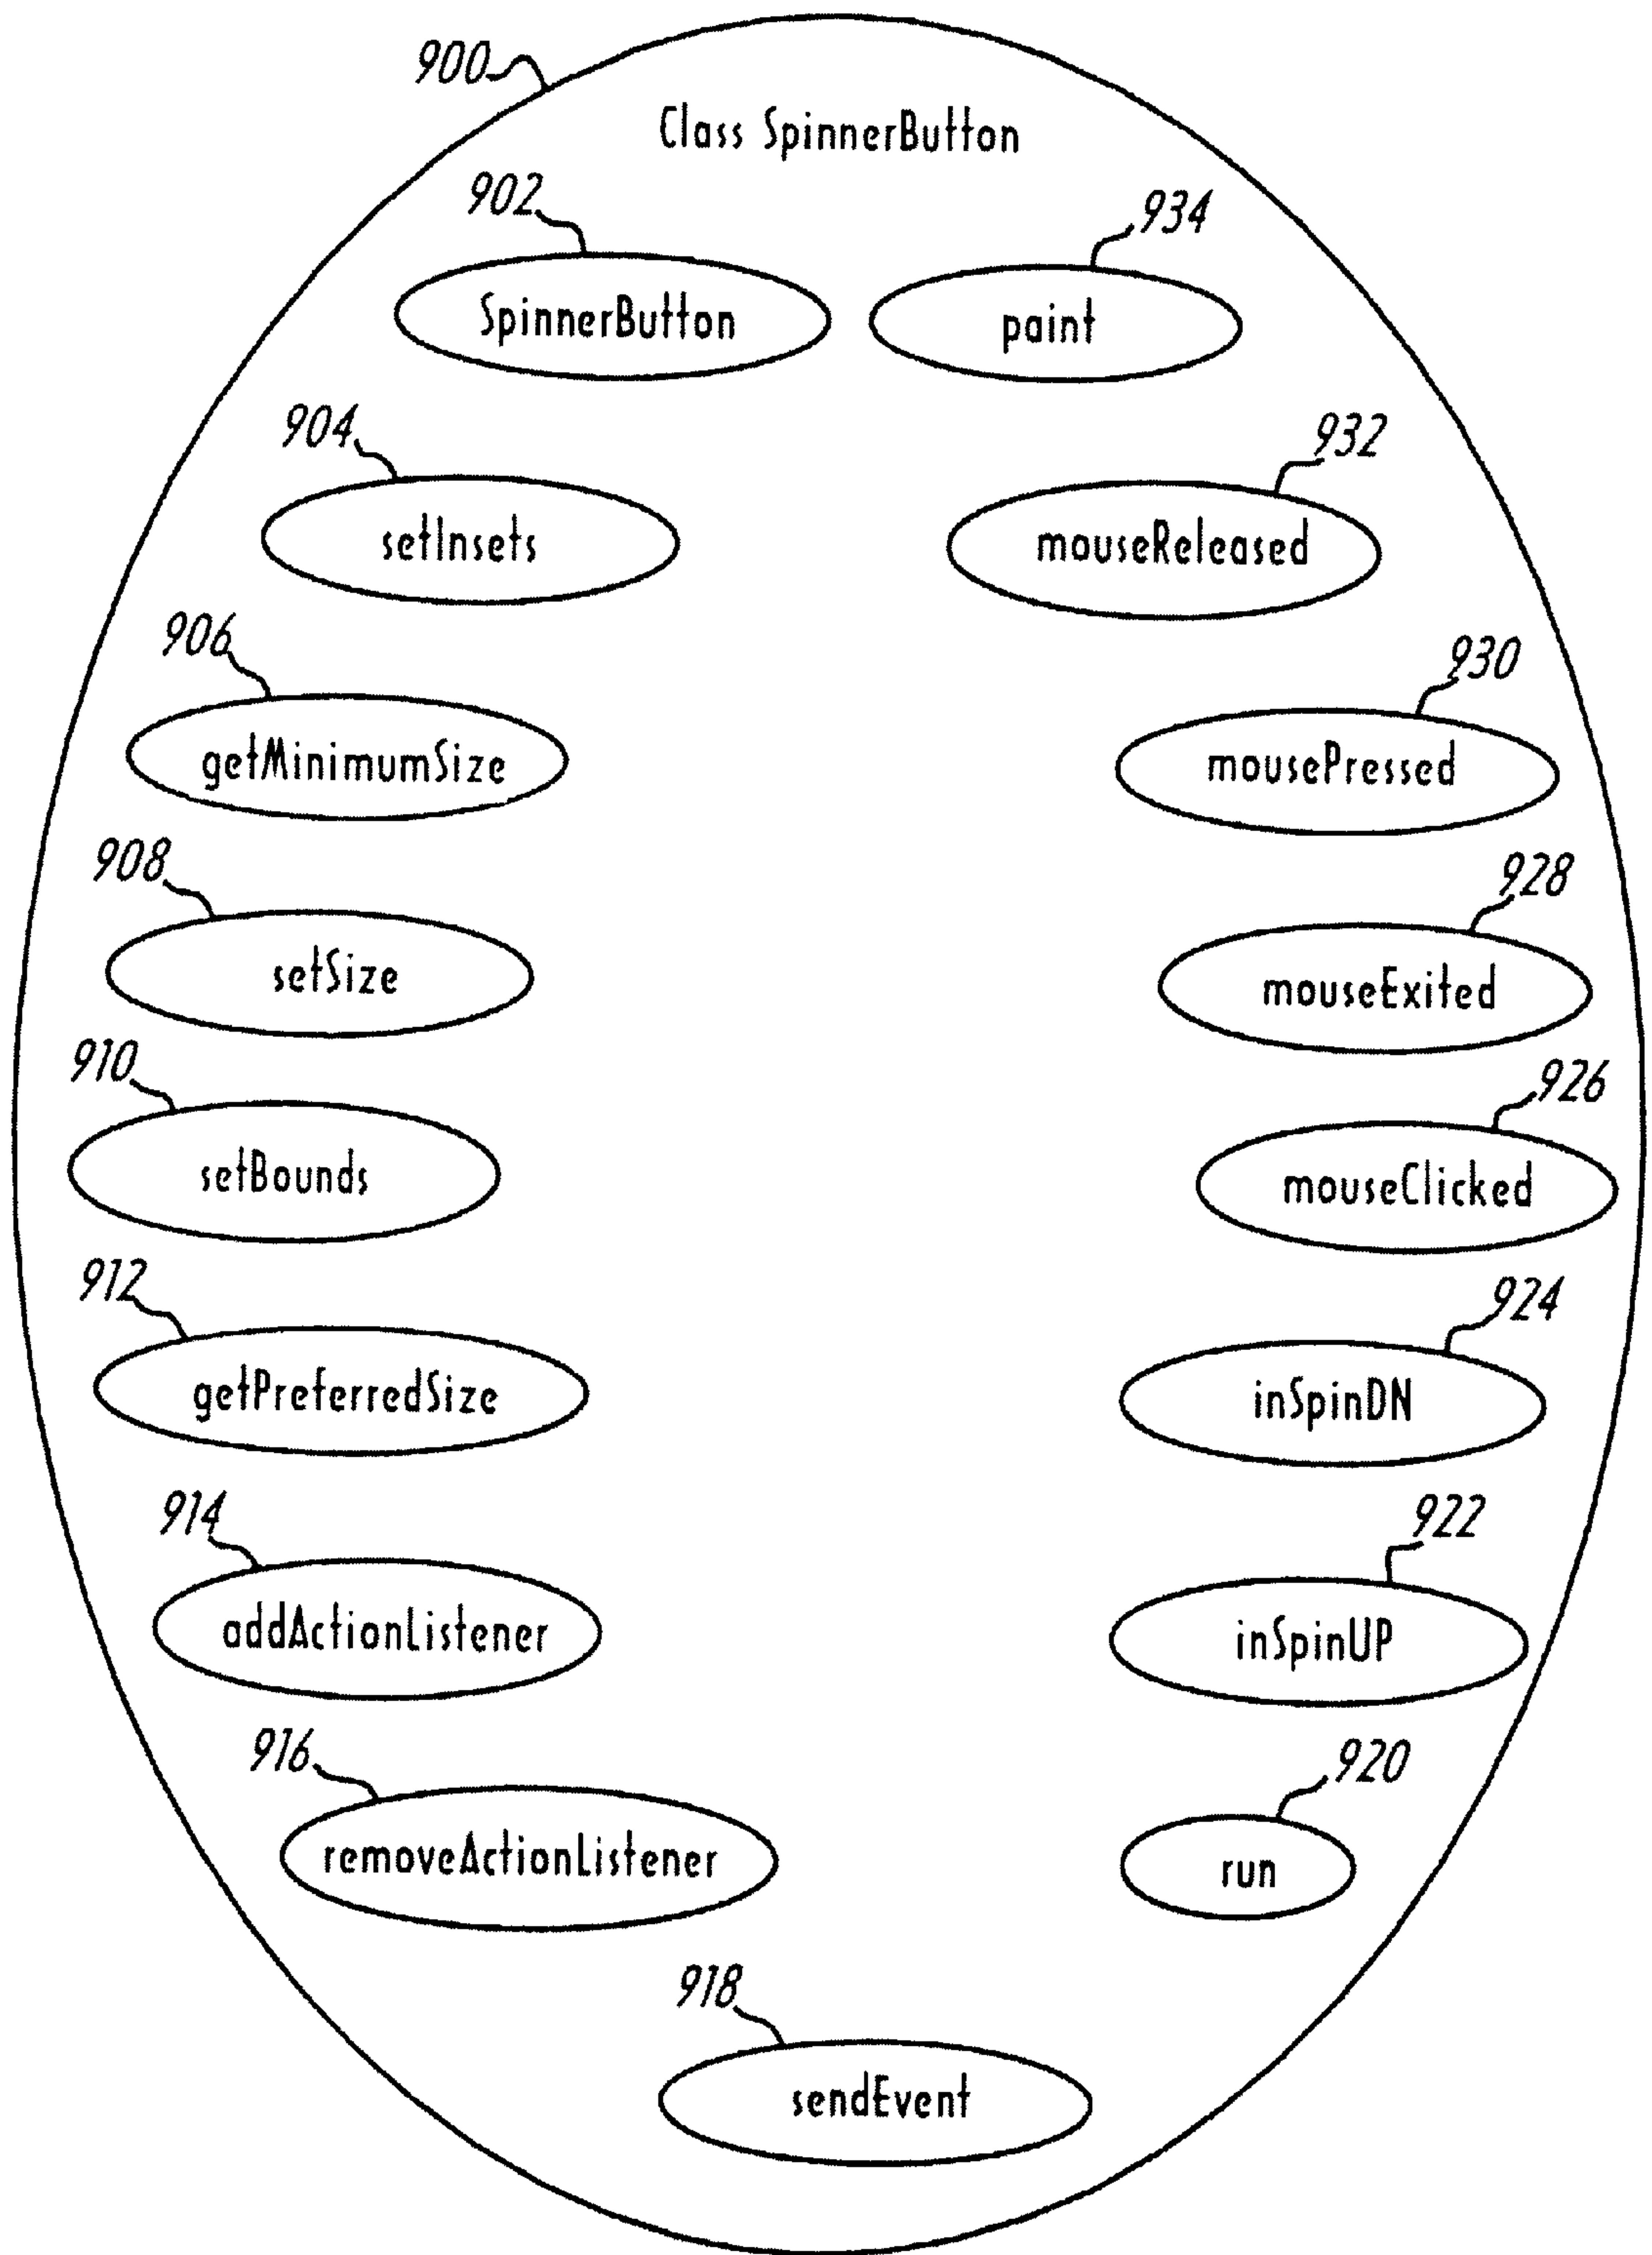 900
Class SpinnerButton
902
934
SpinnerButton
paint
904
932
setInsets
mouseReleased
906
930
getMinimumSize
mousePressed
908
928
setSize
mouseExited
910
926
setBounds
mouseClicked
912
924
getPreferredSize
inSpinDN
914
922
addActionListener
inSpinUP
916
920
removeActionListener
run
918
sendEvent